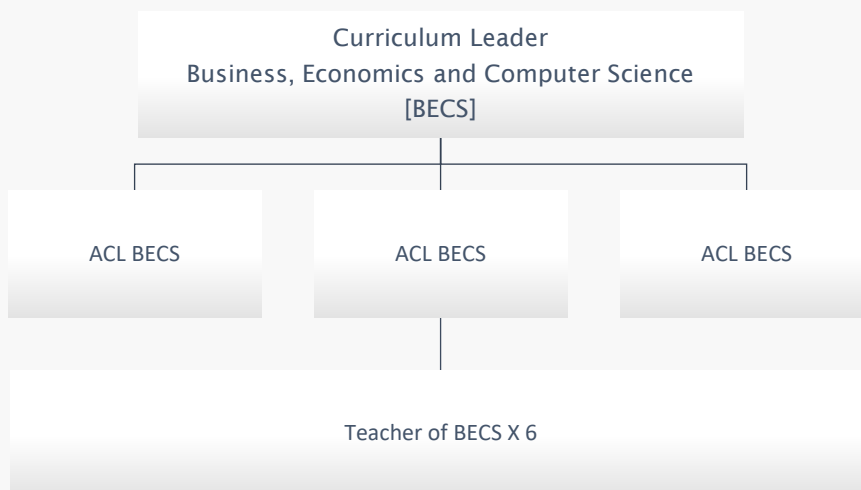 Curriculum Leader
Business, Economics and Computer Science
[BECS]
ACL BECS
ACL BECS
ACL BECS
Teacher of BECS X 6